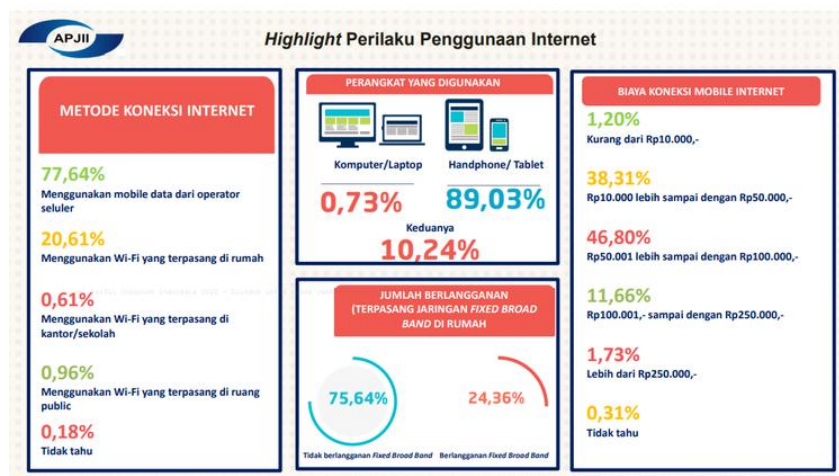 APJII
Highlight Perilaku Penggunaan Internet
METODE KONEKSI INTERNET
77,64%
Menggunakan mobile data dari operator
seluler
20,61%
Menggunakan Wi-Fi yang terpasang di rumah
0,61%
Menggunakan Wi-Fi yang terpasang di
kantor/sekolah
0,96%
Menggunakan Wi-Fi yang terpasang di ruang
public
0,18%
Tidak tahu
PERANGKAT YANG DIGUNAKAN
Komputer/Laptop
0,73%
Handphone/ Tablet
89,03%
Keduanya
10,24%
JUMLAH BERLANGGANAN
(TERPASANG JARINGAN FIXED BROAD
BAND DI RUMAH
75,64%
Tidak berlangganan Fixed Broad Band
24,36%
Berlangganan Fixed Broad Band
BIAYA KONEKSI MOBILE INTERNET
1,20%
Kurang dari Rp10.000,-
38,31%
Rp10.000 lebih sampai dengan Rp50.000,-
46,80%
Rp50.001 lebih sampai dengan Rp100.000,-
11,66%
Rp100.001,- sampai dengan Rp250.000,-
1,73%
Lebih dari Rp250.000,-
0,31%
Tidak tahu